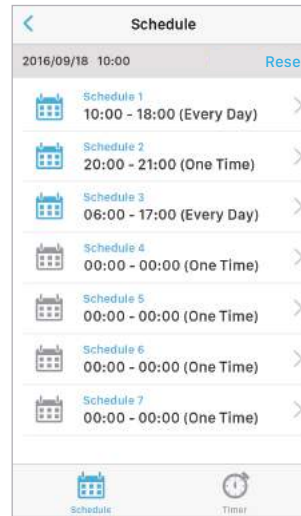 Schedule
2016/09/18 10:00 Rese
Schedule 1
10:00 - 18:00 (Every Day)
Schedule 2
20:00 - 21:00 (One Time)
Schedule 3
06:00 - 17:00 (Every Day)
Schedule 4
00:00 - 00:00 (One Time)
Schedule 5
00:00 - 00:00 (One Time)
Schedule 6
00:00 - 00:00 (One Time)
Schedule 7
00:00 - 00:00 (One Time)
Schedule Timer